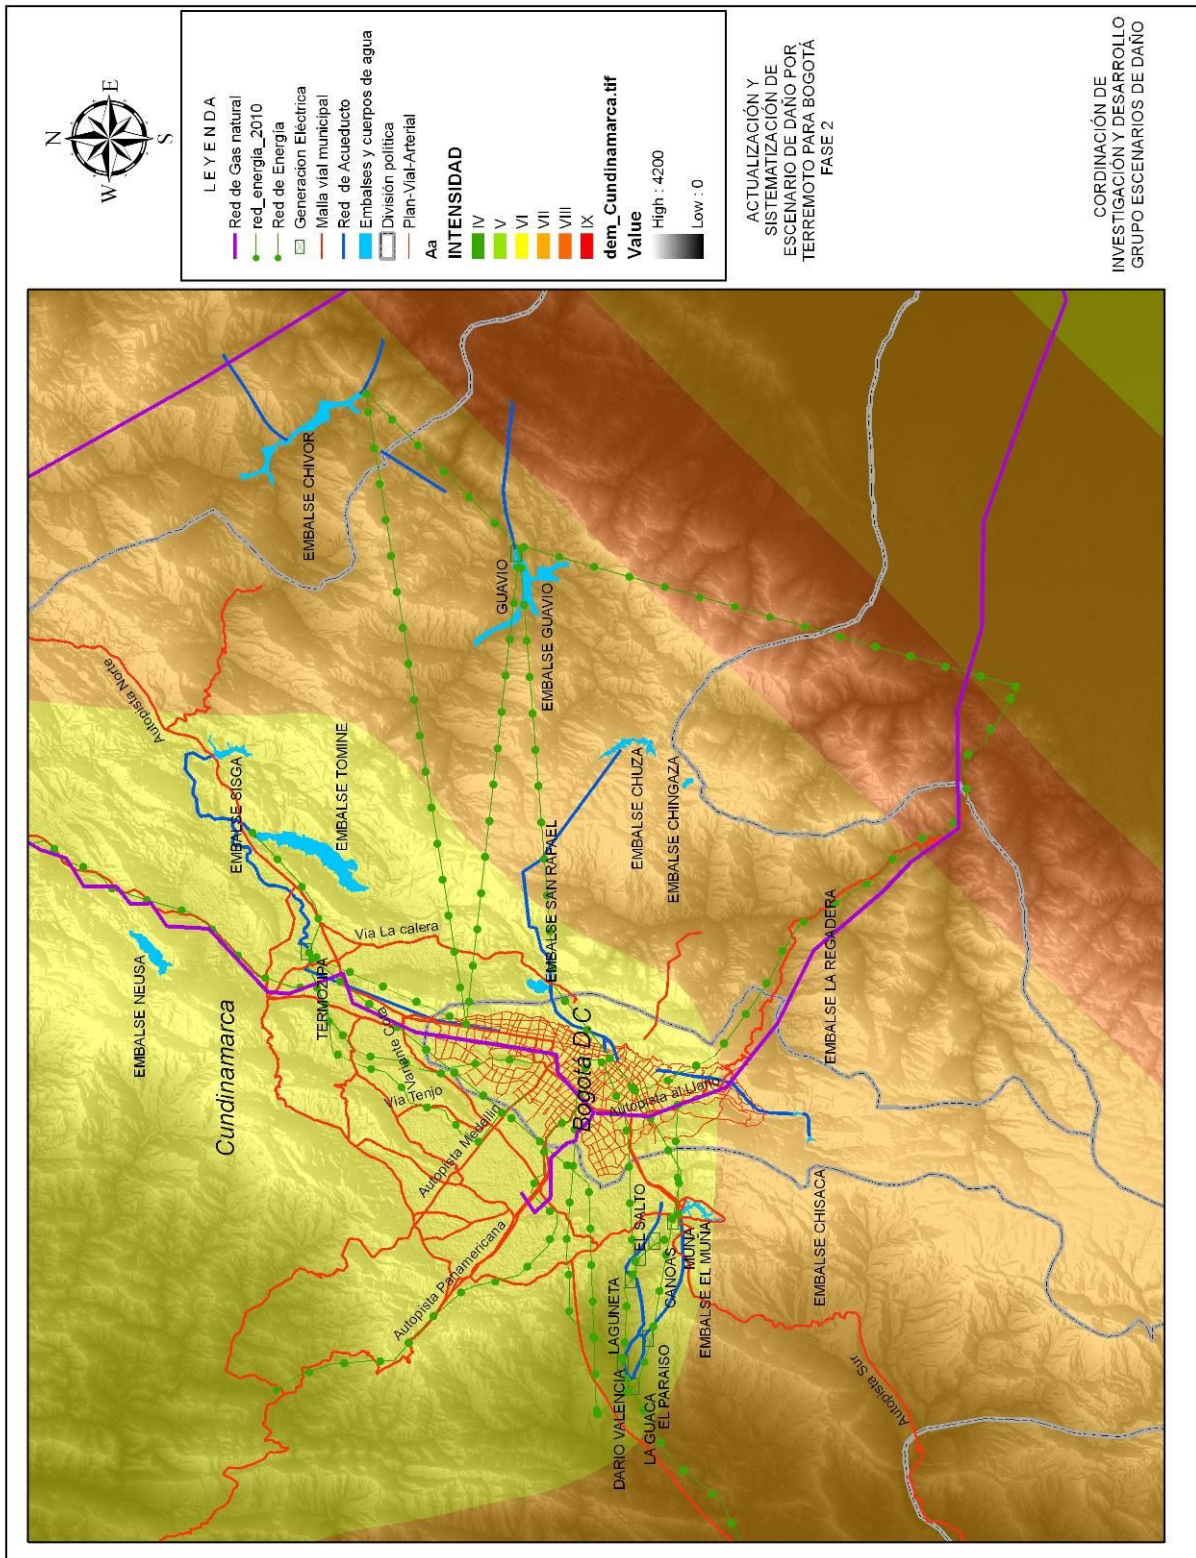 N
E
S
W
LEYENDA
Red de Gas natural
red_energia_2010
Red de Energía
Generacion Eléctrica
Malla vial municipal
Red de Acueducto
Embalses y cuerpos de agua
División política
Plan-Vial-Arterial
Aa
INTENSIDAD
IV
V
VI
VII
VIII
IX
dem_Cundinmarca.tif
Value
High : 4200
Low : 0
ACTUALIZACIÓN Y
SISTEMATIZACIÓN DE
ESCENARIO DE DAÑO POR
TERREMOTO PARA BOGOTÁ
FASE 2
CORDINACIÓN DE
INVESTIGACIÓN Y DESARROLLO
GRUPO ESCENARIOS DE DAÑO
EMBALSE CHIVOR
GUAVIO
EMBALSE GUAVIO
Autopista Norte
EMBALSE SISGA
EMBALSE TOMINE
EMBALSE NEUSA
Cundinamarca
TERMOZIPA
Via La calera
Variante Cota
Via Tenjo
Autopista Medellin
Autopista Panamericana
EMBALSE SAN RAFAEL
EMBALSE CHUZA
EMBALSE CHINGAZA
Bogotá D.C
Autopista al Llano
EMBALSE LA REGADERA
EL SALTO
LAGUNETA
CANOAS
MUÑA
EMBALSE EL MUÑA
DARIO VALENCIA
LA GUACA
EL PARAISO
EMBALSE CHISACA
Autopista Sur